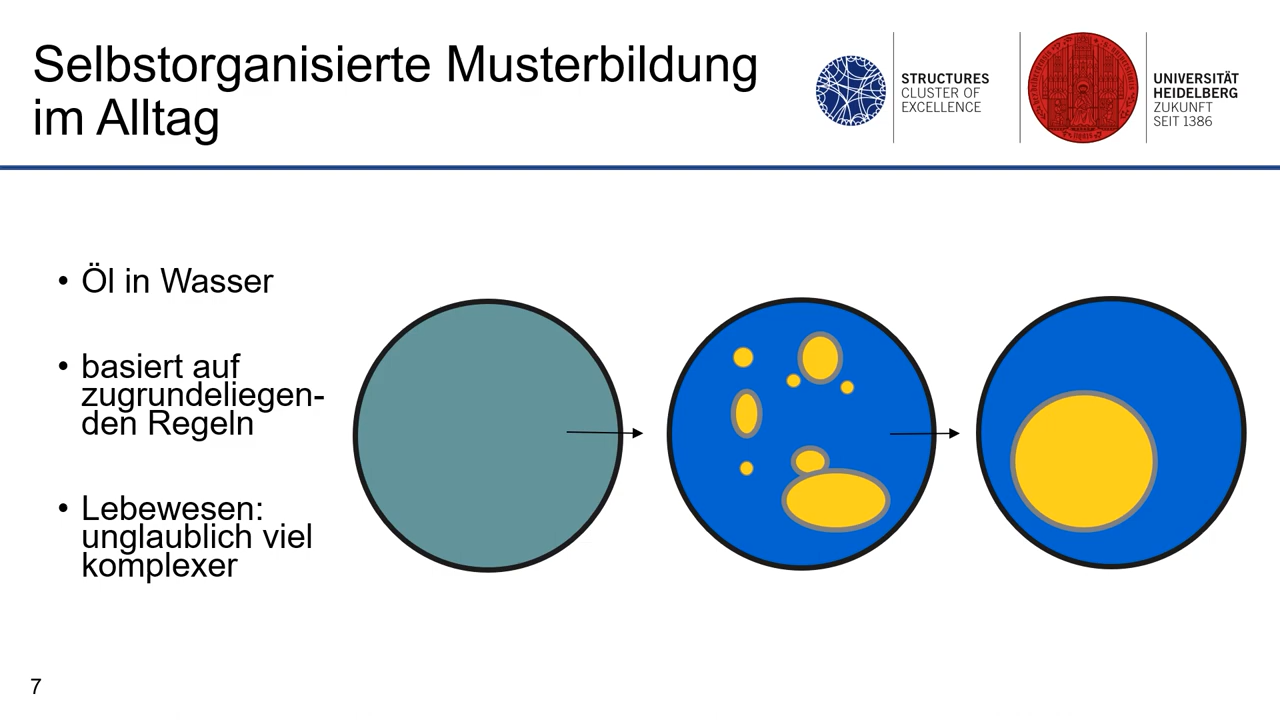 Selbstorganisierte Musterbildung
im Alltag
STRUCTURES
CLUSTER OF
EXCELLENCE
UNIVERSITÄT
HEIDELBERG
ZUKUNFT
SEIT 1386
• Öl in Wasser
• basiert auf
zugrundeliegen-
den Regeln
• Lebewesen:
unglaublich viel
komplexer
7